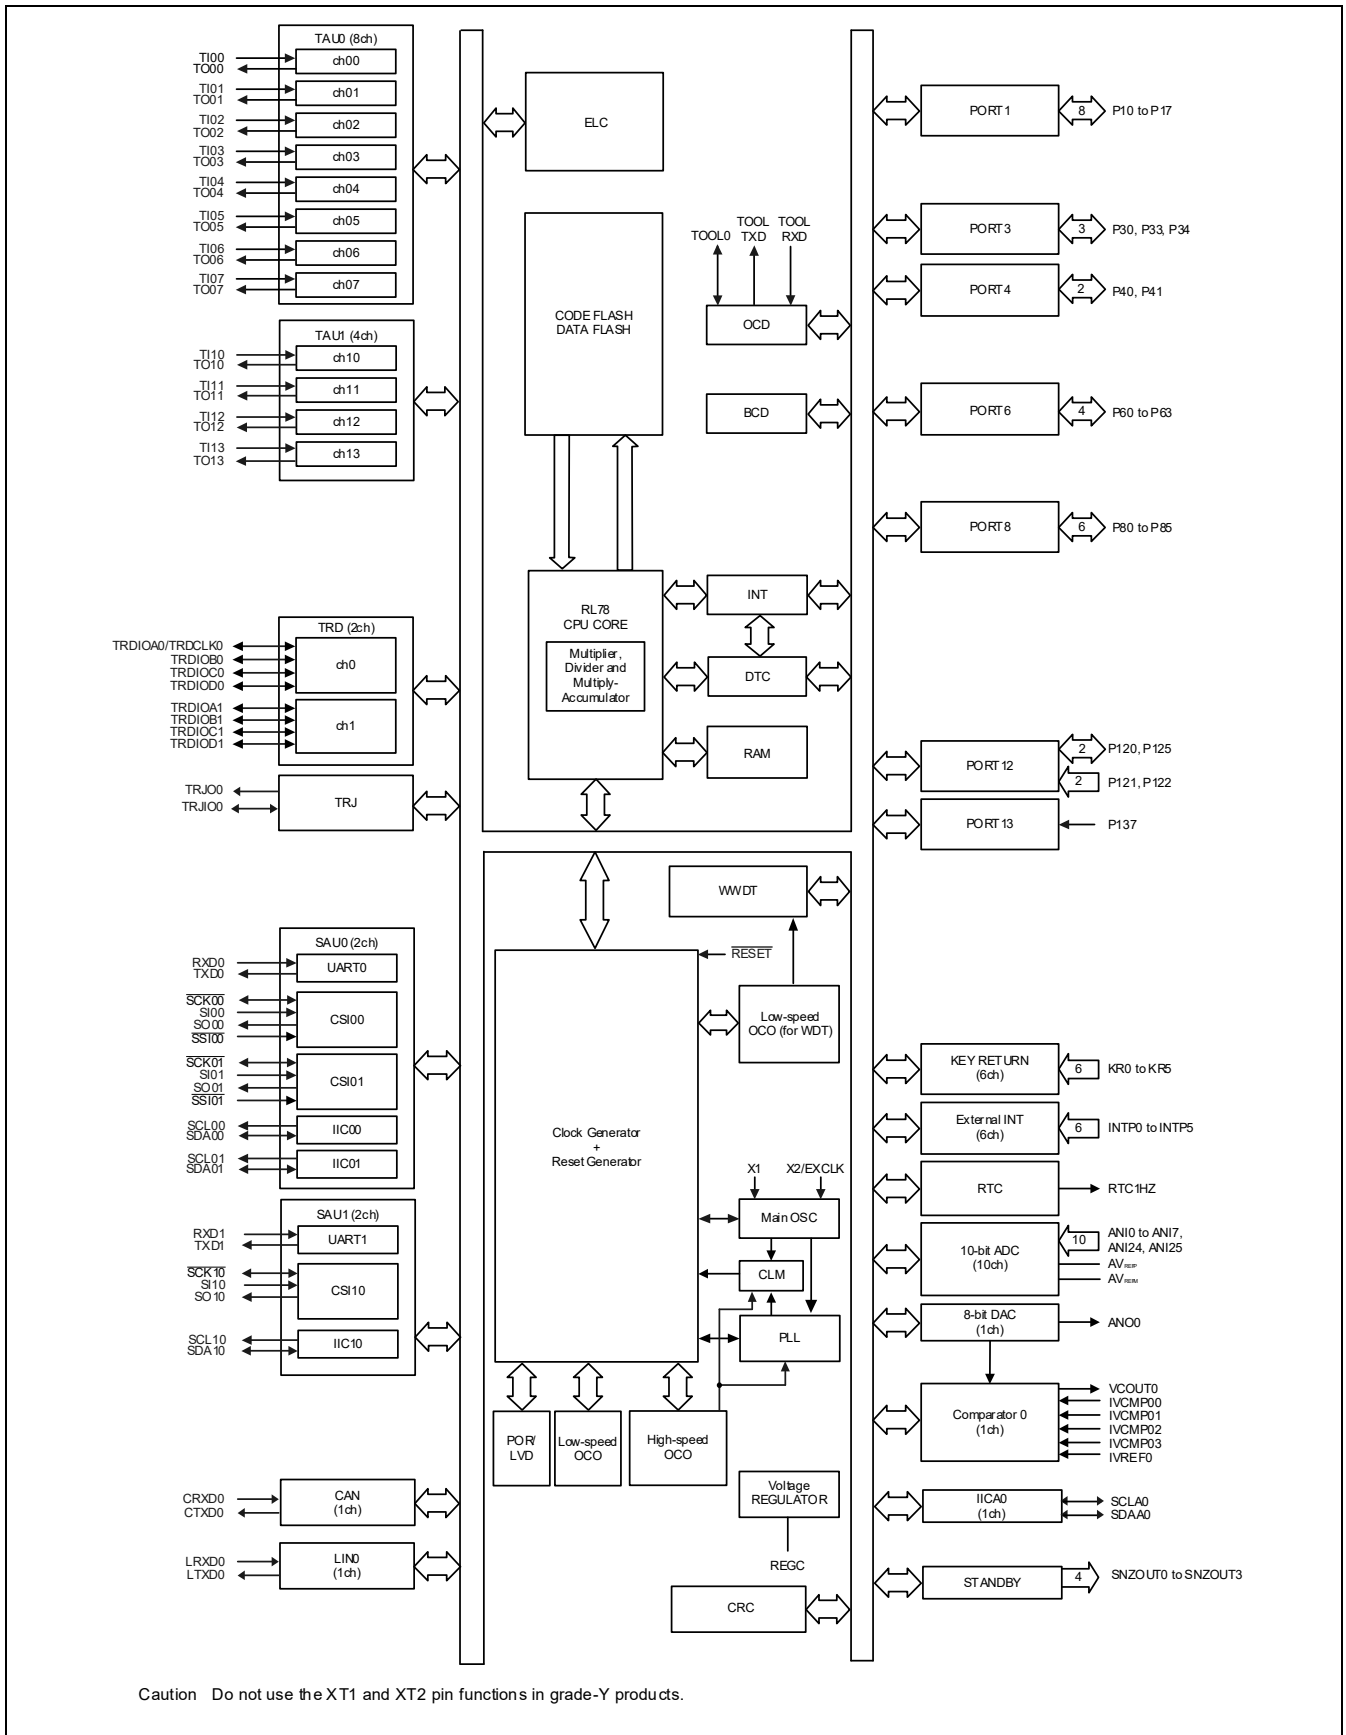 TAU0 (8ch)
TI00
TO00
ch00
TI01
TO01
ch01
TI02
TO02
ch02
TI03
TO03
ch03
TI04
TO04
ch04
TI05
TO05
ch05
TI06
TO06
ch06
TI07
TO07
ch07
TAU1 (4ch)
TI10
TO10
ch10
TI11
TO11
ch11
TI12
TO12
ch12
TI13
TO13
ch13
TRD (2ch)
TRDIOA0/TRDCLK0
TRDIOB0
TRDIOC0
TRDIOD0
ch0
TRDIOA1
TRDIOB1
TRDIOC1
TRDIOD1
ch1
TRJO0
TRJIO0
TRJ
SAU0 (2ch)
RXD0
TXD0
UART0
SCK00
SI00
SO00
SSI00
CSI00
SCK01
SI01
SO01
SSI01
CSI01
SCL00
SDA00
IIC00
SCL01
SDA01
IIC01
SAU1 (2ch)
RXD1
TXD1
UART1
SCK10
SI10
SO10
CSI10
SCL10
SDA10
IIC10
CRXD0
CTXD0
CAN
(1ch)
LRXD0
LTXD0
LIN0
(1ch)
ELC
CODE FLASH
DATA FLASH
TOOL0
TOOL
TXD
TOOL
RXD
OCD
BCD
RL78
CPU CORE
Multiplier,
Divider and
Multiply-
Accumulator
INT
DTC
RAM
WWDT
RESET
Low-speed
OCO (for WDT)
Clock Generator
+
Reset Generator
X1
X2/EXCLK
Main OSC
CLM
PLL
POR/
LVD
Low-speed
OCO
High-speed
OCO
Voltage
REGULATOR
REGC
CRC
PORT1
8
P10 to P17
PORT3
3
P30, P33, P34
PORT4
2
P40, P41
PORT6
4
P60 to P63
PORT8
6
P80 to P85
PORT12
2
P120, P125
2
P121, P122
PORT13
P137
KEY RETURN
(6ch)
6
KR0 to KR5
External INT
(6ch)
6
INTP0 to INTP5
RTC
RTC1HZ
10-bit ADC
(10ch)
10
ANI0 to ANI7,
ANI24, ANI25
AVREFP
AVREFM
8-bit DAC
(1ch)
ANO0
Comparator 0
(1ch)
VCOUT0
IVCMP00
IVCMP01
IVCMP02
IVCMP03
IVREF0
IICA0
(1ch)
SCLA0
SDAA0
STANDBY
4
SNZOUT0 to SNZOUT3
Caution Do not use the XT1 and XT2 pin functions in grade-Y products.